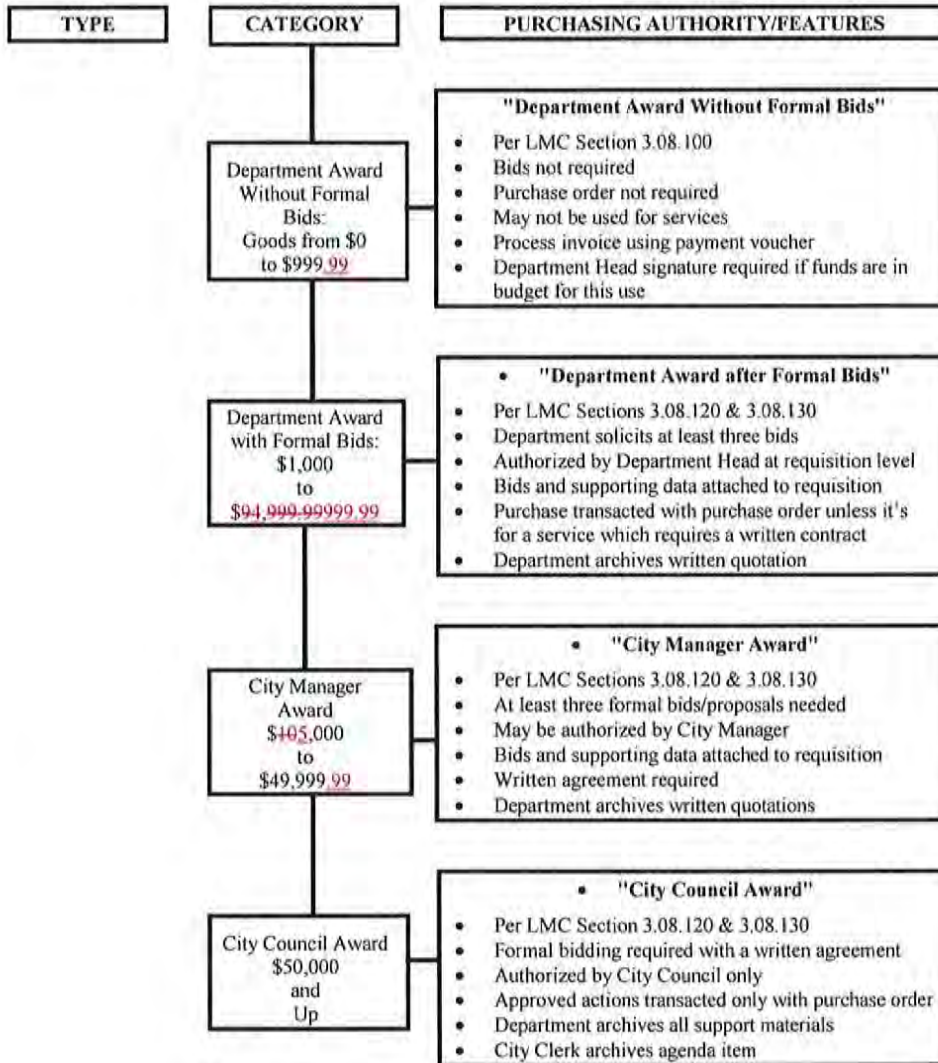 TYPE
CATEGORY
PURCHASING AUTHORITY/FEATURES
Department Award
Without Formal
Bids:
Goods from $0
to $999.99
"Department Award Without Formal Bids"
• Per LMC Section 3.08.100
• Bids not required
• Purchase order not required
• May not be used for services
• Process invoice using payment voucher
• Department Head signature required if funds are in
budget for this use
Department Award
with Formal Bids:
$1,000
to
$94,999.99999.99
• "Department Award after Formal Bids"
• Per LMC Sections 3.08.120 & 3.08.130
• Department solicits at least three bids
• Authorized by Department Head at requisition level
• Bids and supporting data attached to requisition
• Purchase transacted with purchase order unless it's
for a service which requires a written contract
• Department archives written quotation
City Manager
Award
$105,000
to
$49,999.99
• "City Manager Award"
• Per LMC Sections 3.08.120 & 3.08.130
• At least three formal bids/proposals needed
• May be authorized by City Manager
• Bids and supporting data attached to requisition
• Written agreement required
• Department archives written quotations
City Council Award
$50,000
and
Up
• "City Council Award"
• Per LMC Section 3.08.120 & 3.08.130
• Formal bidding required with a written agreement
• Authorized by City Council only
• Approved actions transacted only with purchase order
• Department archives all support materials
• City Clerk archives agenda item